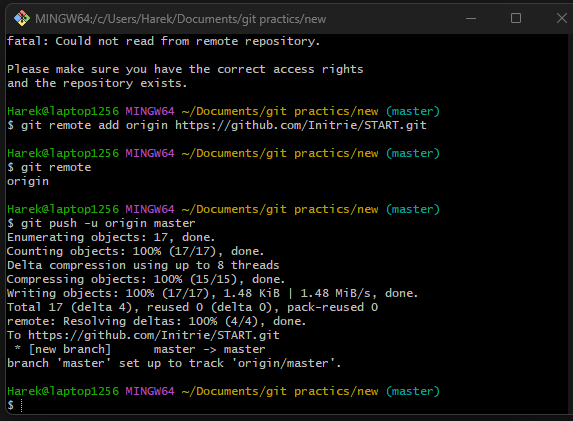 MINGW64:/c/Users/Harek/Documents/git practics/new
fatal: Could not read from remote repository.
Please make sure you have the correct access rights
and the repository exists.
Harek@laptop1256 MINGW64 ~/Documents/git practics/new (master)
$ git remote add origin https://github.com/Initrie/START.git
Harek@laptop1256 MINGW64 ~/Documents/git practics/new (master)
$ git remote
origin
Harek@laptop1256 MINGW64 ~/Documents/git practics/new (master)
$ git push -u origin master
Enumerating objects: 17, done.
Counting objects: 100% (17/17), done.
Delta compression using up to 8 threads
Compressing objects: 100% (15/15), done.
Writing objects: 100% (17/17), 1.48 KiB | 1.48 MiB/s, done.
Total 17 (delta 4), reused 0 (delta 0), pack-reused 0
remote: Resolving deltas: 100% (4/4), done.
To https://github.com/Initrie/START.git
 * [new branch]      master -> master
branch 'master' set up to track 'origin/master'.
Harek@laptop1256 MINGW64 ~/Documents/git practics/new (master)
$